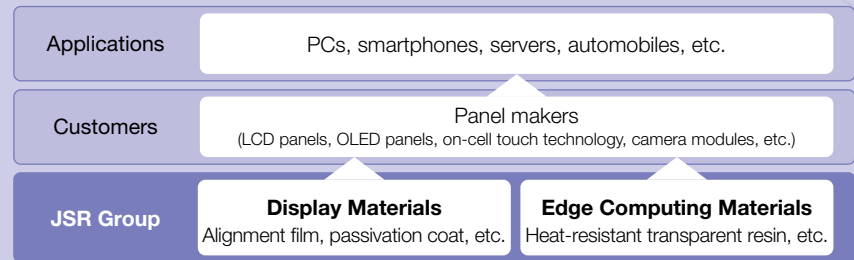 Applications
PCs, smartphones, servers, automobiles, etc.
Customers
Panel makers
(LCD panels, OLED panels, on-cell touch technology, camera modules, etc.)
JSR Group
Display Materials
Alignment film, passivation coat, etc.
Edge Computing Materials
Heat-resistant transparent resin, etc.